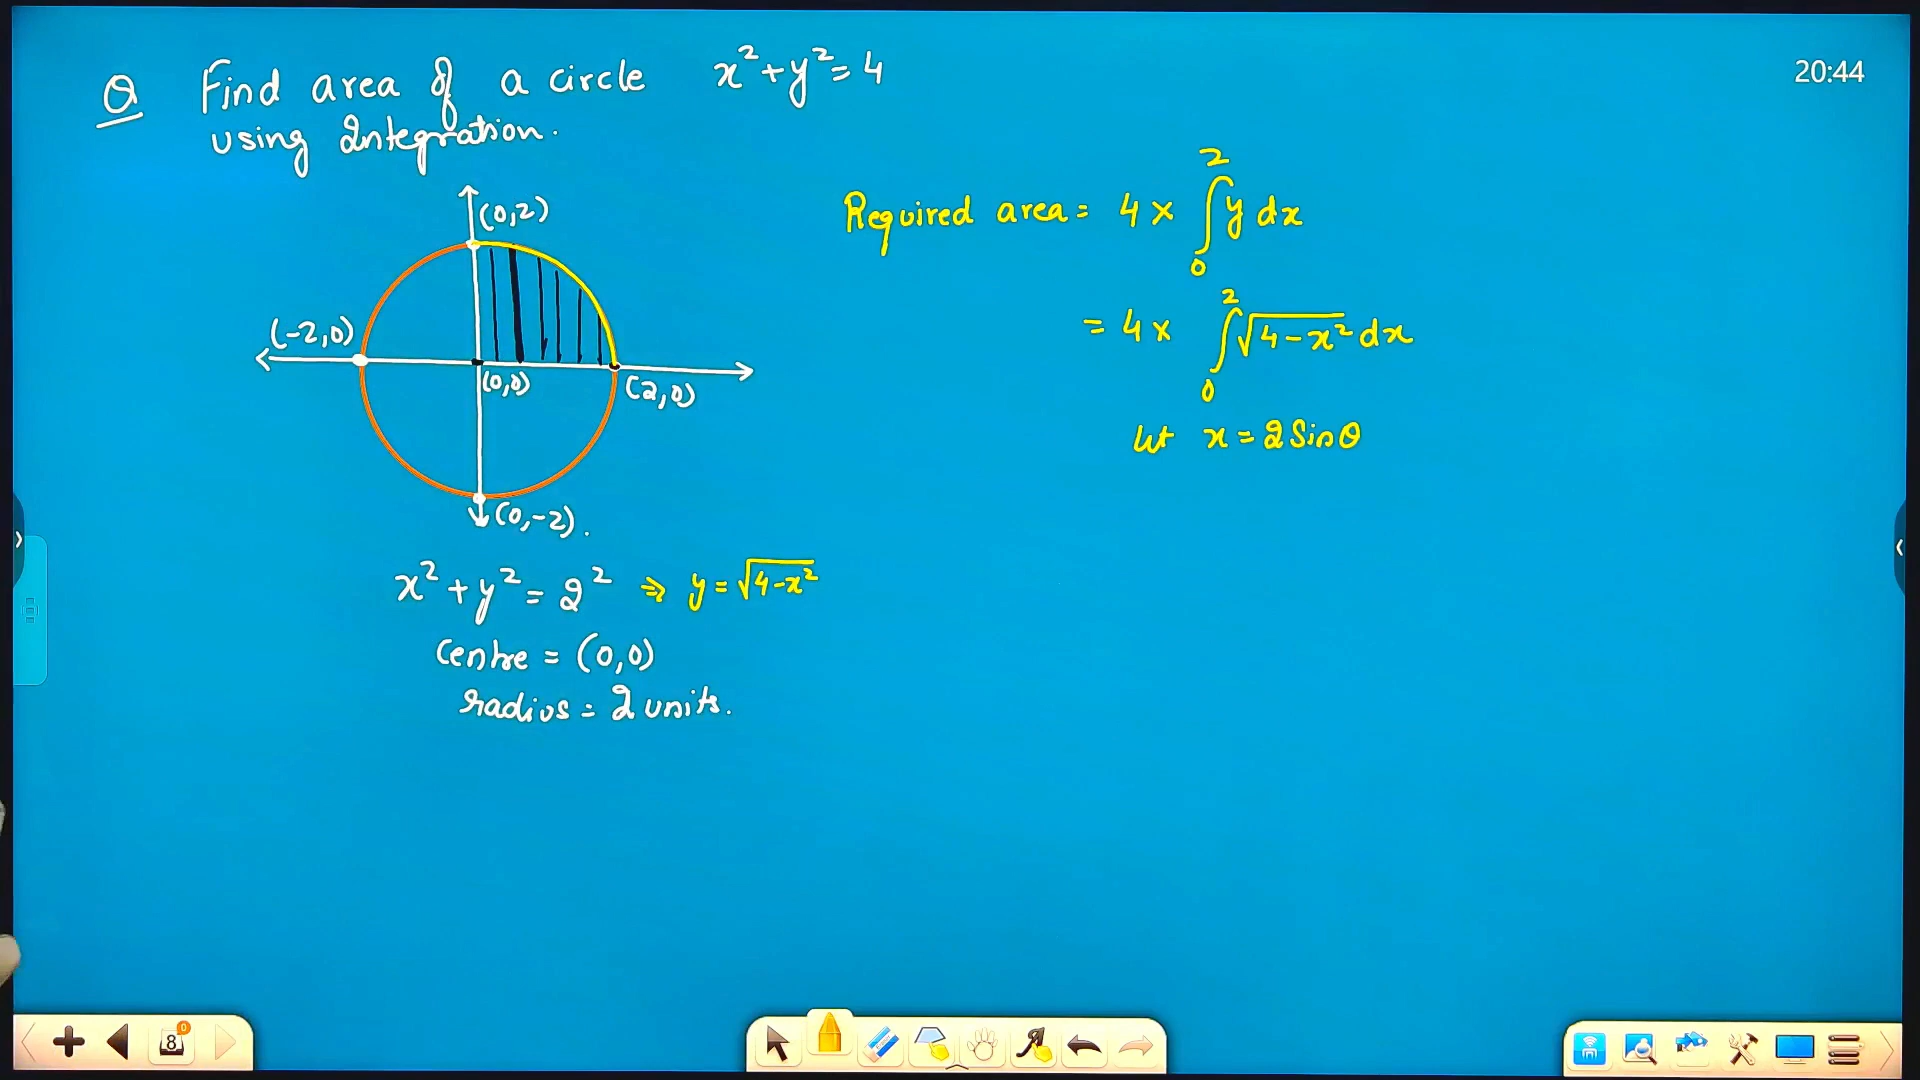 Q Find area of a circle x²+y²=4
using Integration.
20:44
(0,2)
(-2,0)
(0,0)
(2,0)
(0,-2).
x²+y²=2² ⇒ y=√4-x²
Centre = (0,0)
radius = 2 units.
Required area = 4 × ∫₀² y dx
= 4 × ∫₀² √4-x² dx
let x = 2 Sin θ
8
0